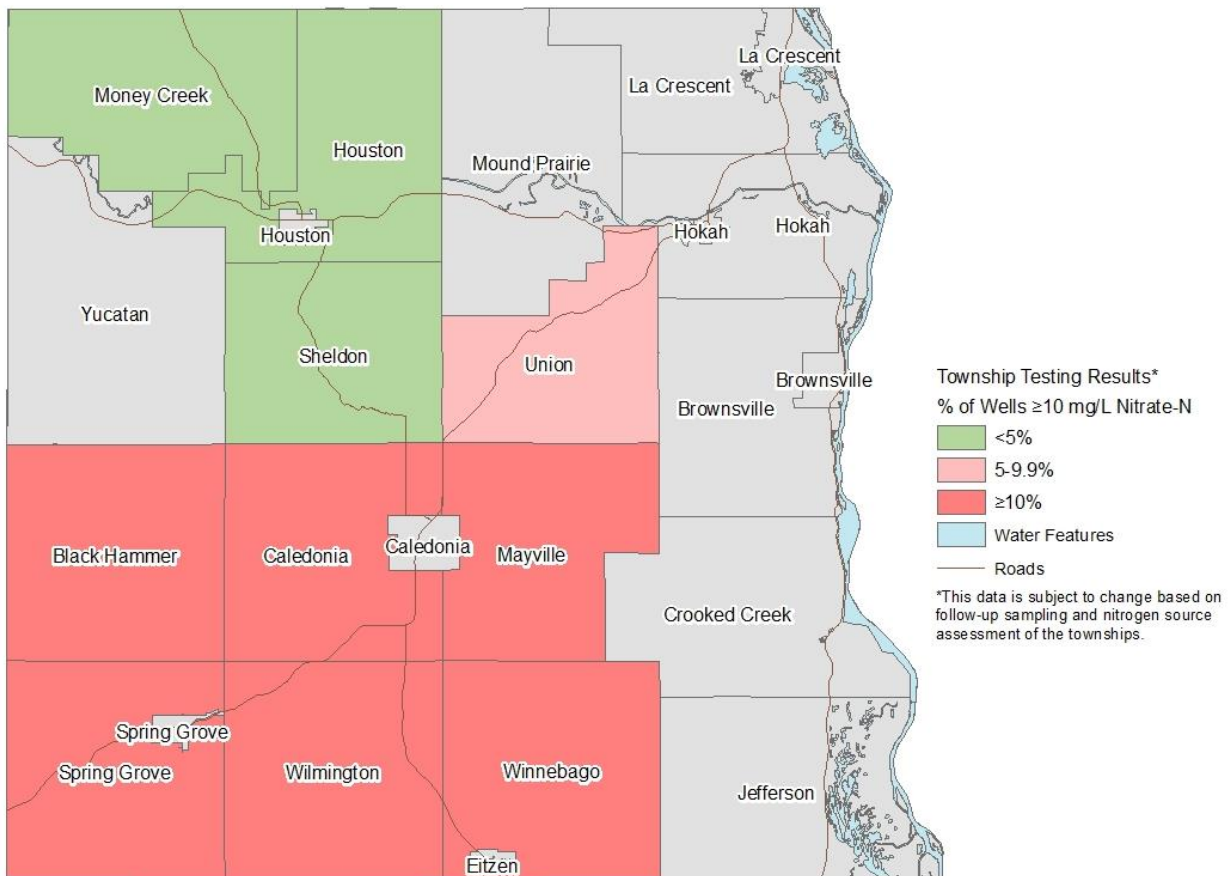 La Crescent
La Crescent
Money Creek
Houston
Mound Prairie
Houston
Hokah
Hokah
Yucatan
Sheldon
Union
Brownsville
Brownsville
Black Hammer
Caledonia
Caledonia
Mayville
Crooked Creek
Spring Grove
Spring Grove
Wilmington
Winnebago
Jefferson
Eitzen
Township Testing Results*
% of Wells ≥10 mg/L Nitrate-N
<5%
5-9.9%
≥10%
Water Features
Roads
*This data is subject to change based on
follow-up sampling and nitrogen source
assessment of the townships.